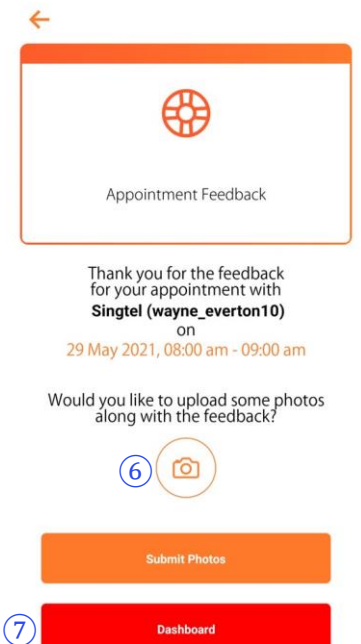 Appointment Feedback
Thank you for the feedback
for your appointment with
Singtel (wayne_everton10)
on
29 May 2021, 08:00 am - 09:00 am
Would you like to upload some photos
along with the feedback?
6
Submit Photos
7
Dashboard